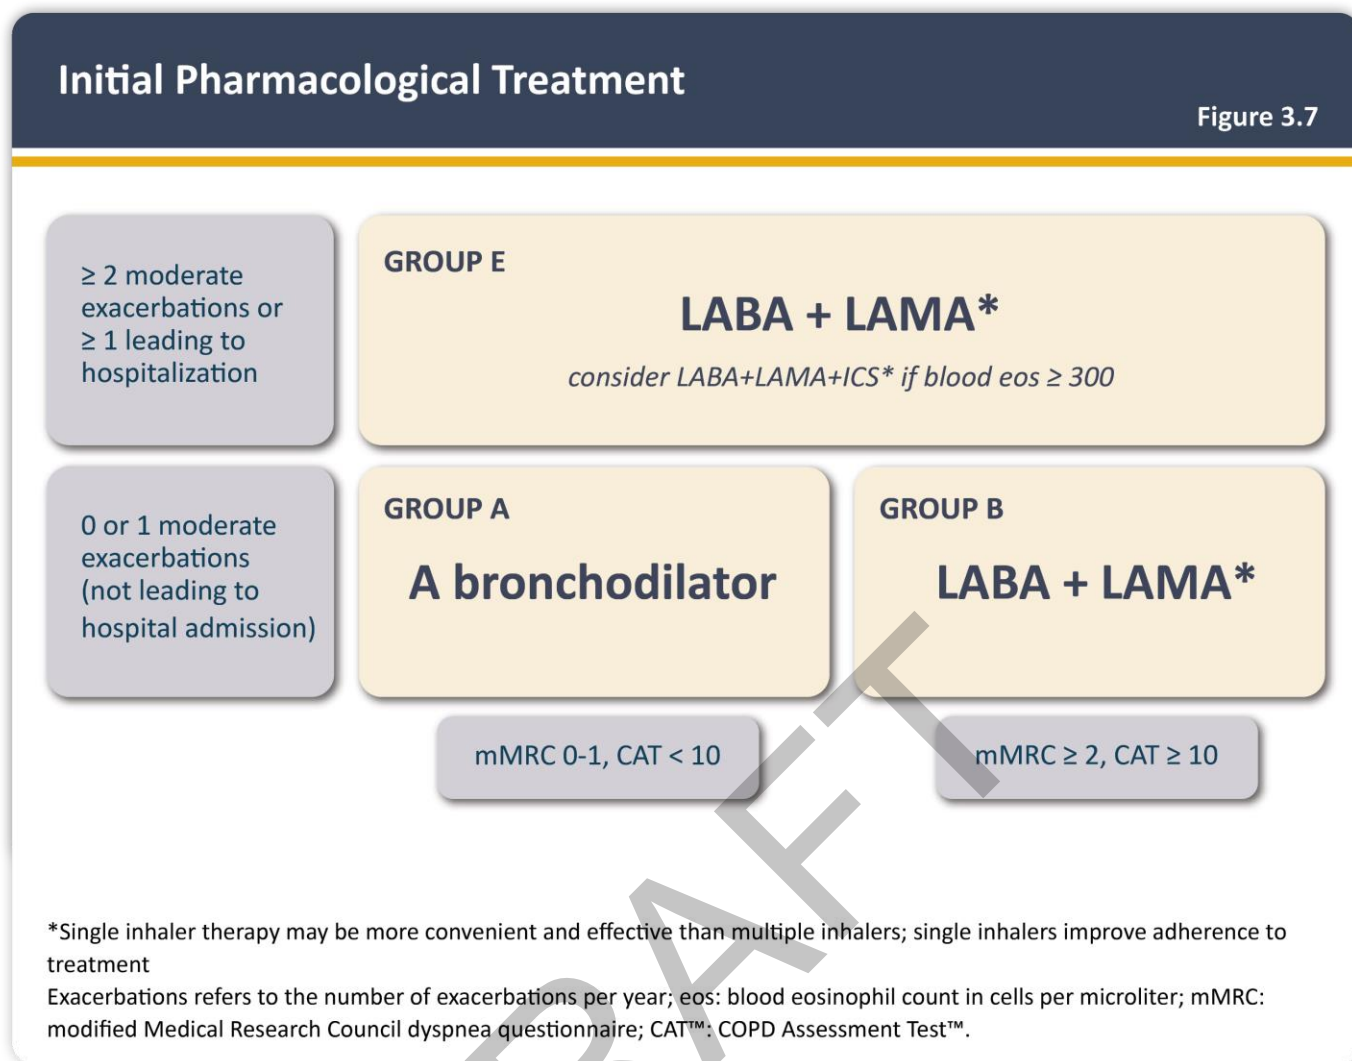 Initial Pharmacological Treatment
Figure 3.7
≥ 2 moderate
exacerbations or
≥ 1 leading to
hospitalization
GROUP E
LABA + LAMA*
consider LABA+LAMA+ICS* if blood eos ≥ 300
0 or 1 moderate
exacerbations
(not leading to
hospital admission)
GROUP A
A bronchodilator
GROUP B
LABA + LAMA*
mMRC 0-1, CAT < 10
mMRC ≥ 2, CAT ≥ 10
*Single inhaler therapy may be more convenient and effective than multiple inhalers; single inhalers improve adherence to
treatment
Exacerbations refers to the number of exacerbations per year; eos: blood eosinophil count in cells per microliter; mMRC:
modified Medical Research Council dyspnea questionnaire; CAT™: COPD Assessment Test™.
RAFT